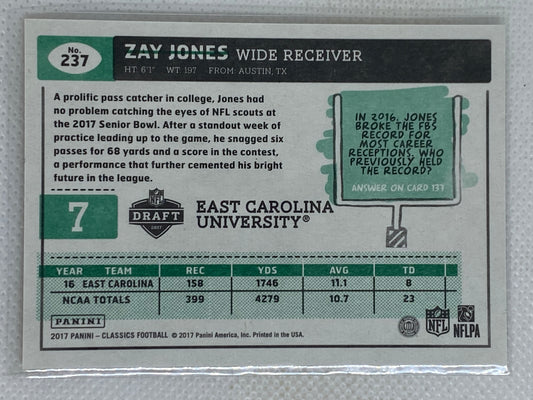 No.
237
ZAY JONES WIDE RECEIVER
HT: 6'1" WT: 197 FROM: AUSTIN, TX
A prolific pass catcher in college, Jones had
no problem catching the eyes of NFL scouts at
the 2017 Senior Bowl. After a standout week of
practice leading up to the game, he snagged six
passes for 68 yards and a score in the contest,
a performance that further cemented his bright
future in the league.
IN 2016, JONES
BROKE THE FBS
RECORD FOR
MOST CAREER
RECEPTIONS. WHO
PREVIOUSLY HELD
THE RECORD?
ANSWER ON CARD 137
7
NFL
DRAFT
2017
EAST CAROLINA
UNIVERSITY®
YEAR TEAM REC YDS AVG TD
16 EAST CAROLINA 158 1746 11.1 8
NCAA TOTALS 399 4279 10.7 23
PANINI
2017 PANINI – CLASSICS FOOTBALL © 2017 Panini America, Inc. Printed in the USA.
NFL
NFLPA